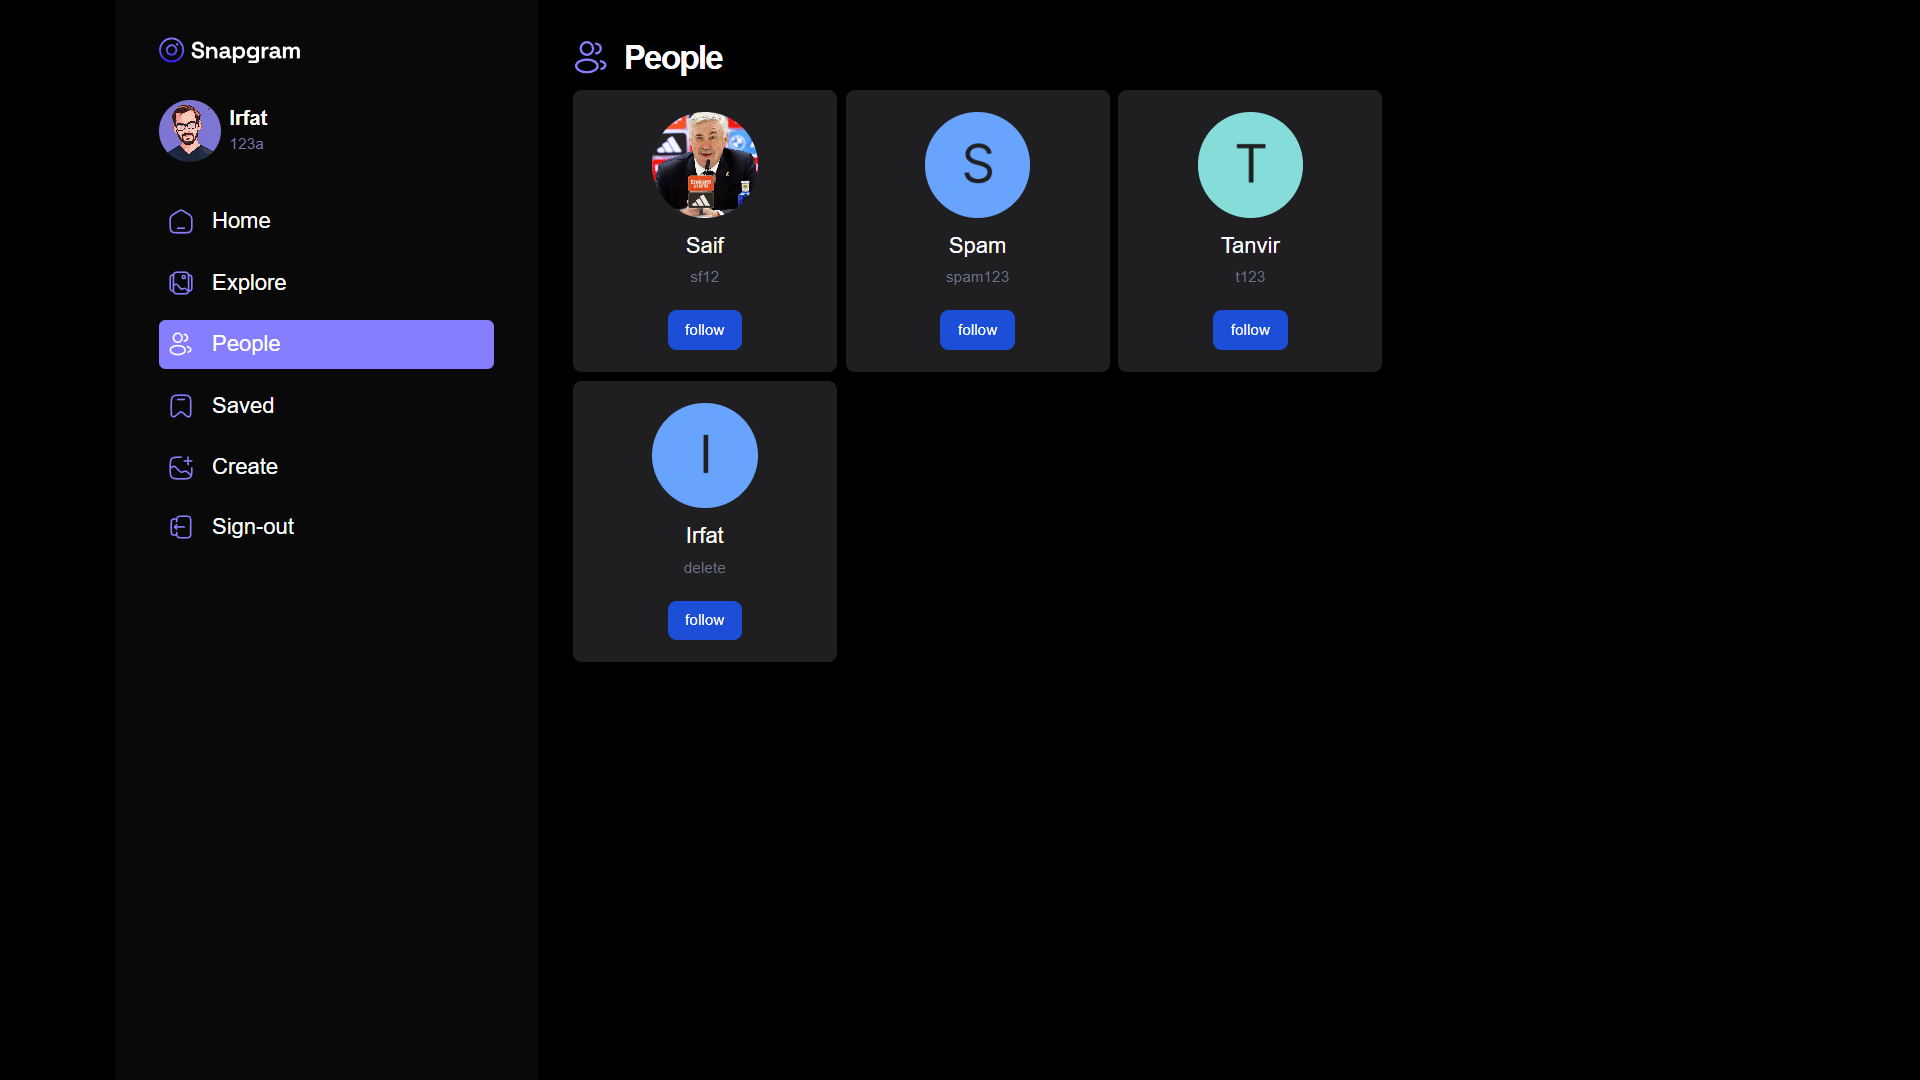 Snapgram
Irfat
123a
Home
Explore
People
Saved
Create
Sign-out
People
Saif
sf12
follow
S
Spam
spam123
follow
T
Tanvir
t123
follow
I
Irfat
delete
follow